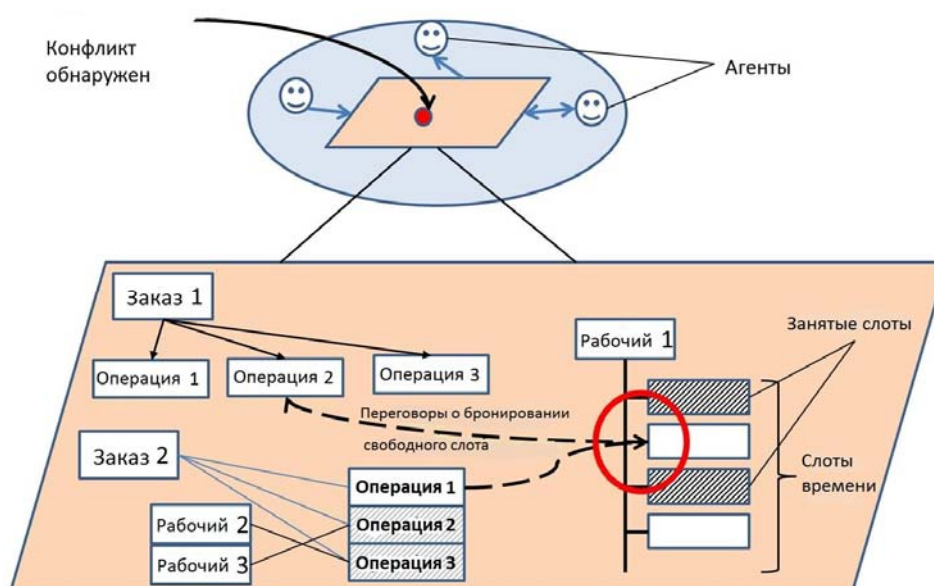 Конфликт
обнаружен
Агенты
Заказ 1
Занятые слоты
Рабочий 1
Операция 1
Операция 2
Операция 3
Переговоры о бронировании
свободного слота
Заказ 2
Слоты
времени
Операция 1
Рабочий 2
Операция 2
Рабочий 3
Операция 3